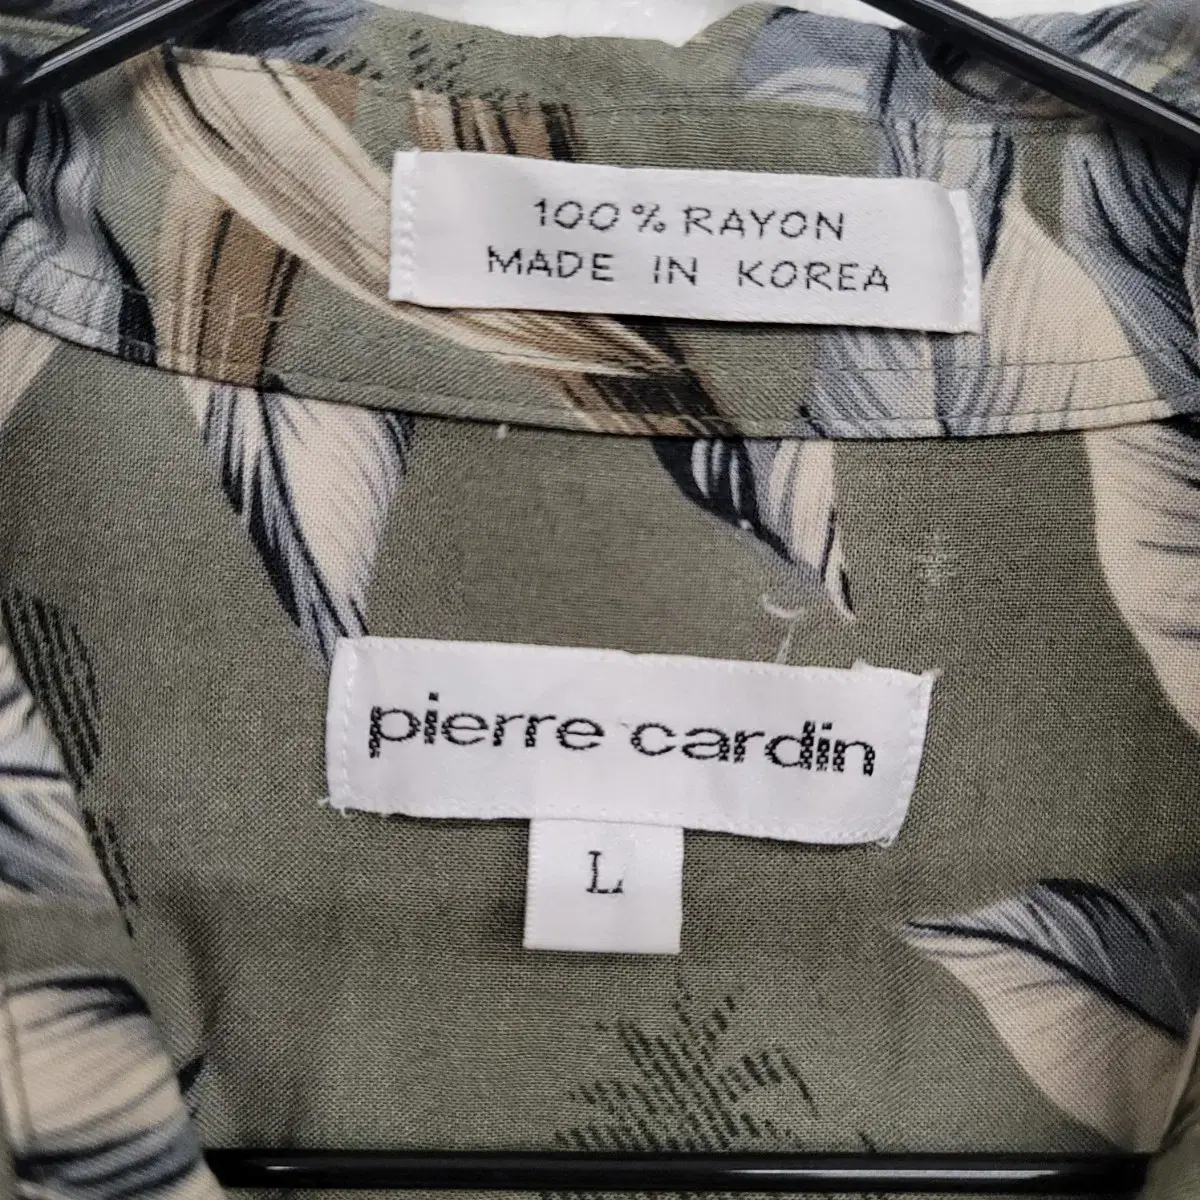 100% RAYON
MADE IN KOREA
pierre cardin
L